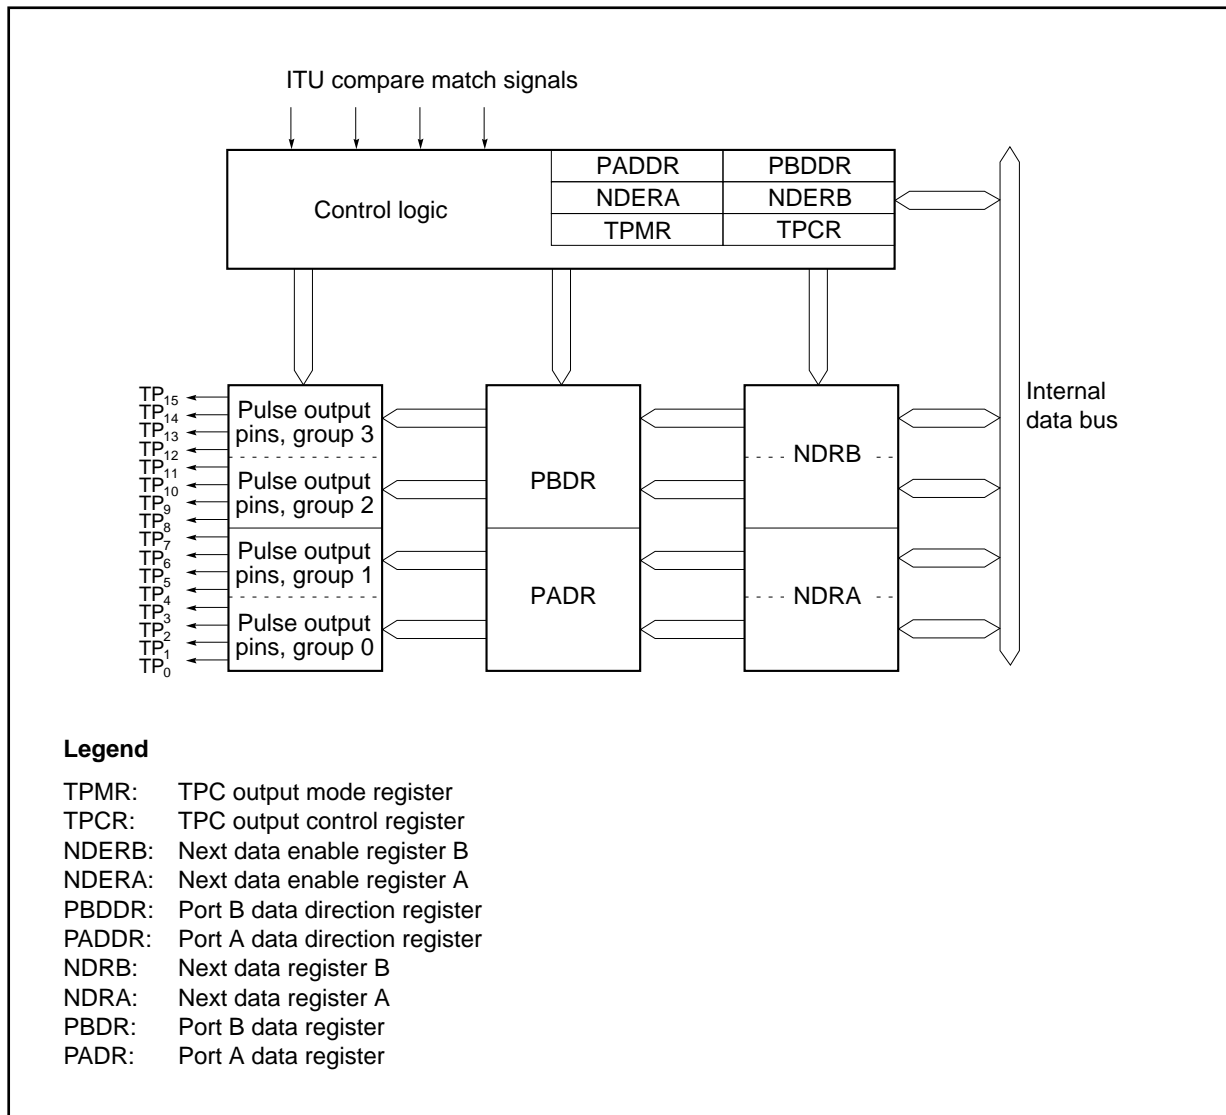 ITU compare match signals
Control logic
PADDR PBDDR
NDERA NDERB
TPMR TPCR
Internal
data bus
TP15
TP14
TP13
TP12
TP11
TP10
TP9
TP8
TP7
TP6
TP5
TP4
TP3
TP2
TP1
TP0
Pulse output
pins, group 3
Pulse output
pins, group 2
Pulse output
pins, group 1
Pulse output
pins, group 0
PBDR
PADR
NDRB
NDRA
Legend
TPMR: TPC output mode register
TPCR: TPC output control register
NDERB: Next data enable register B
NDERA: Next data enable register A
PBDDR: Port B data direction register
PADDR: Port A data direction register
NDRB: Next data register B
NDRA: Next data register A
PBDR: Port B data register
PADR: Port A data register